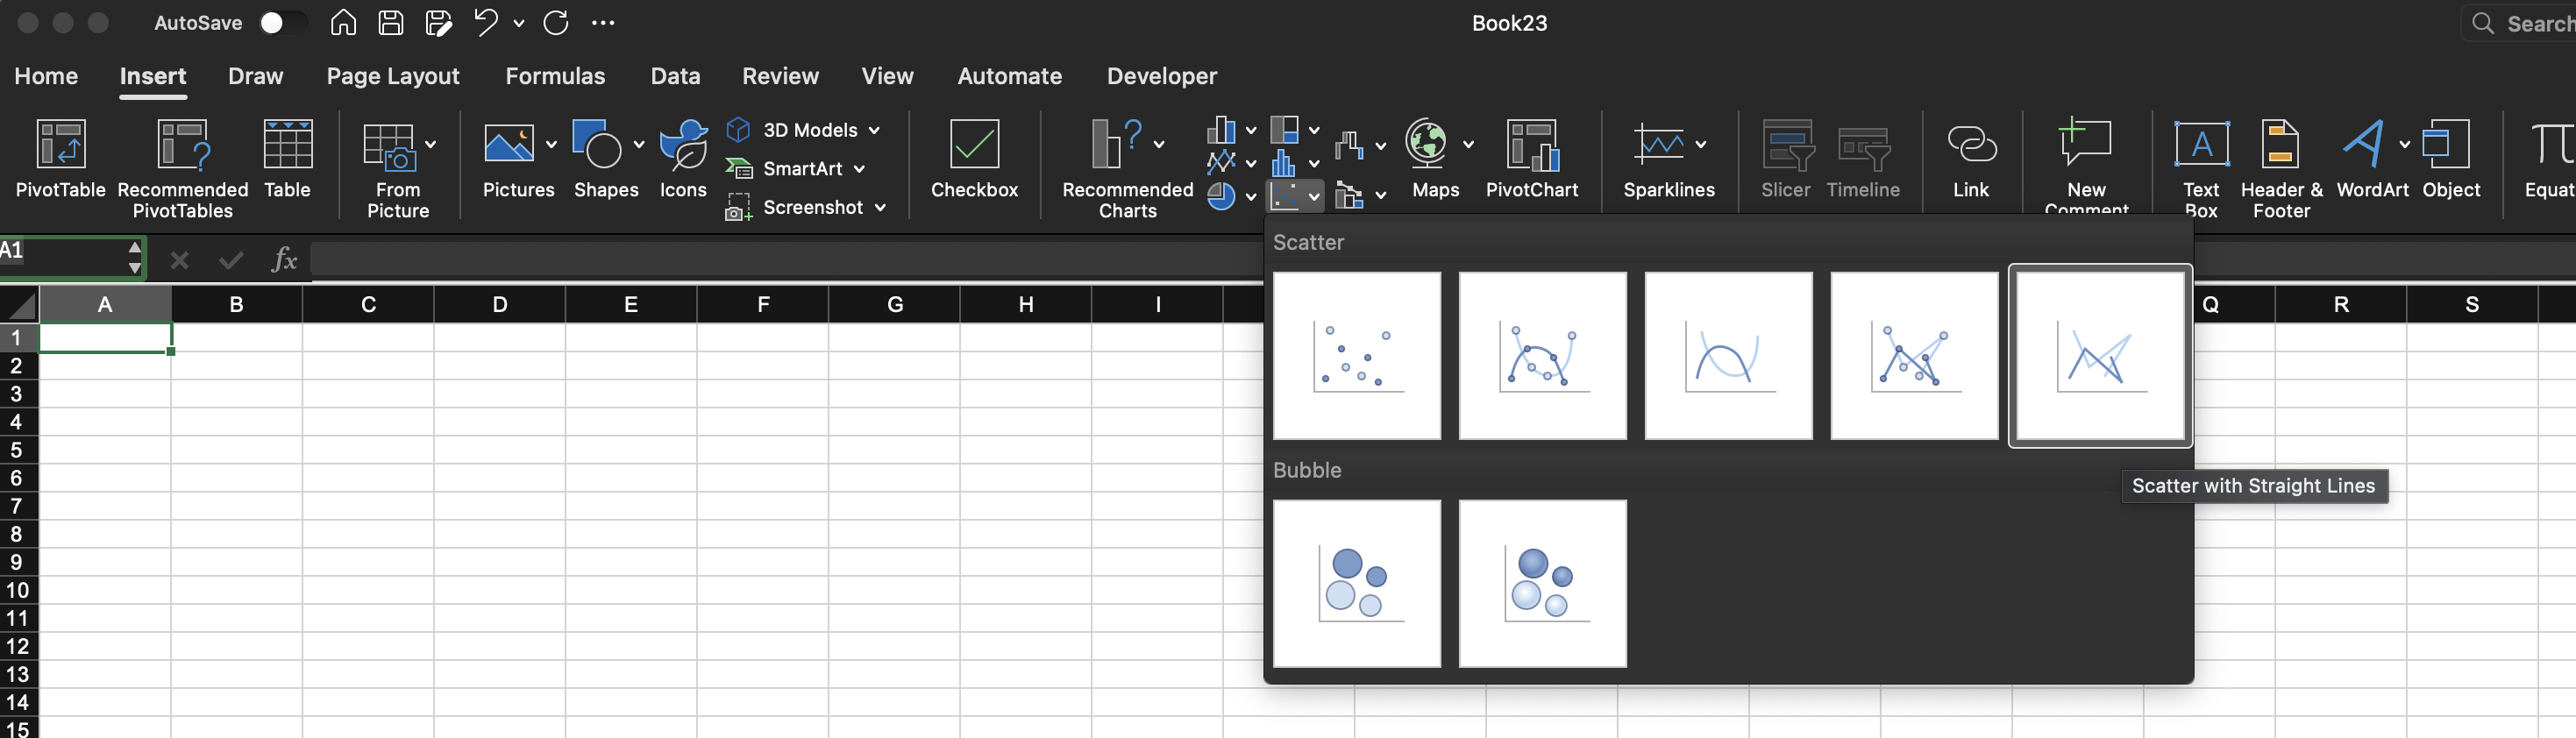 AutoSave
Book23
Search
Home Insert Draw Page Layout Formulas Data Review View Automate Developer
PivotTable
Recommended
PivotTables
Table
From
Picture
Pictures
Shapes
Icons
3D Models
SmartArt
Screenshot
Checkbox
Recommended
Charts
Maps
PivotChart
Sparklines
Slicer
Timeline
Link
New
Comment
Text
Box
Header &
Footer
WordArt
Object
Equat
A1
fx
Scatter
A B C D E F G H I Q R S
1
2
3
4
5
6
7
8
9
10
11
12
13
14
15
Bubble
Scatter with Straight Lines